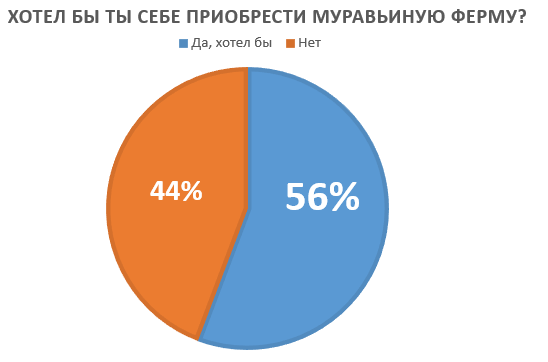 ХОТЕЛ БЫ ТЫ СЕБЕ ПРИОБРЕСТИ МУРАВЬИНУЮ ФЕРМУ?
Да, хотел бы Нет
44%
56%